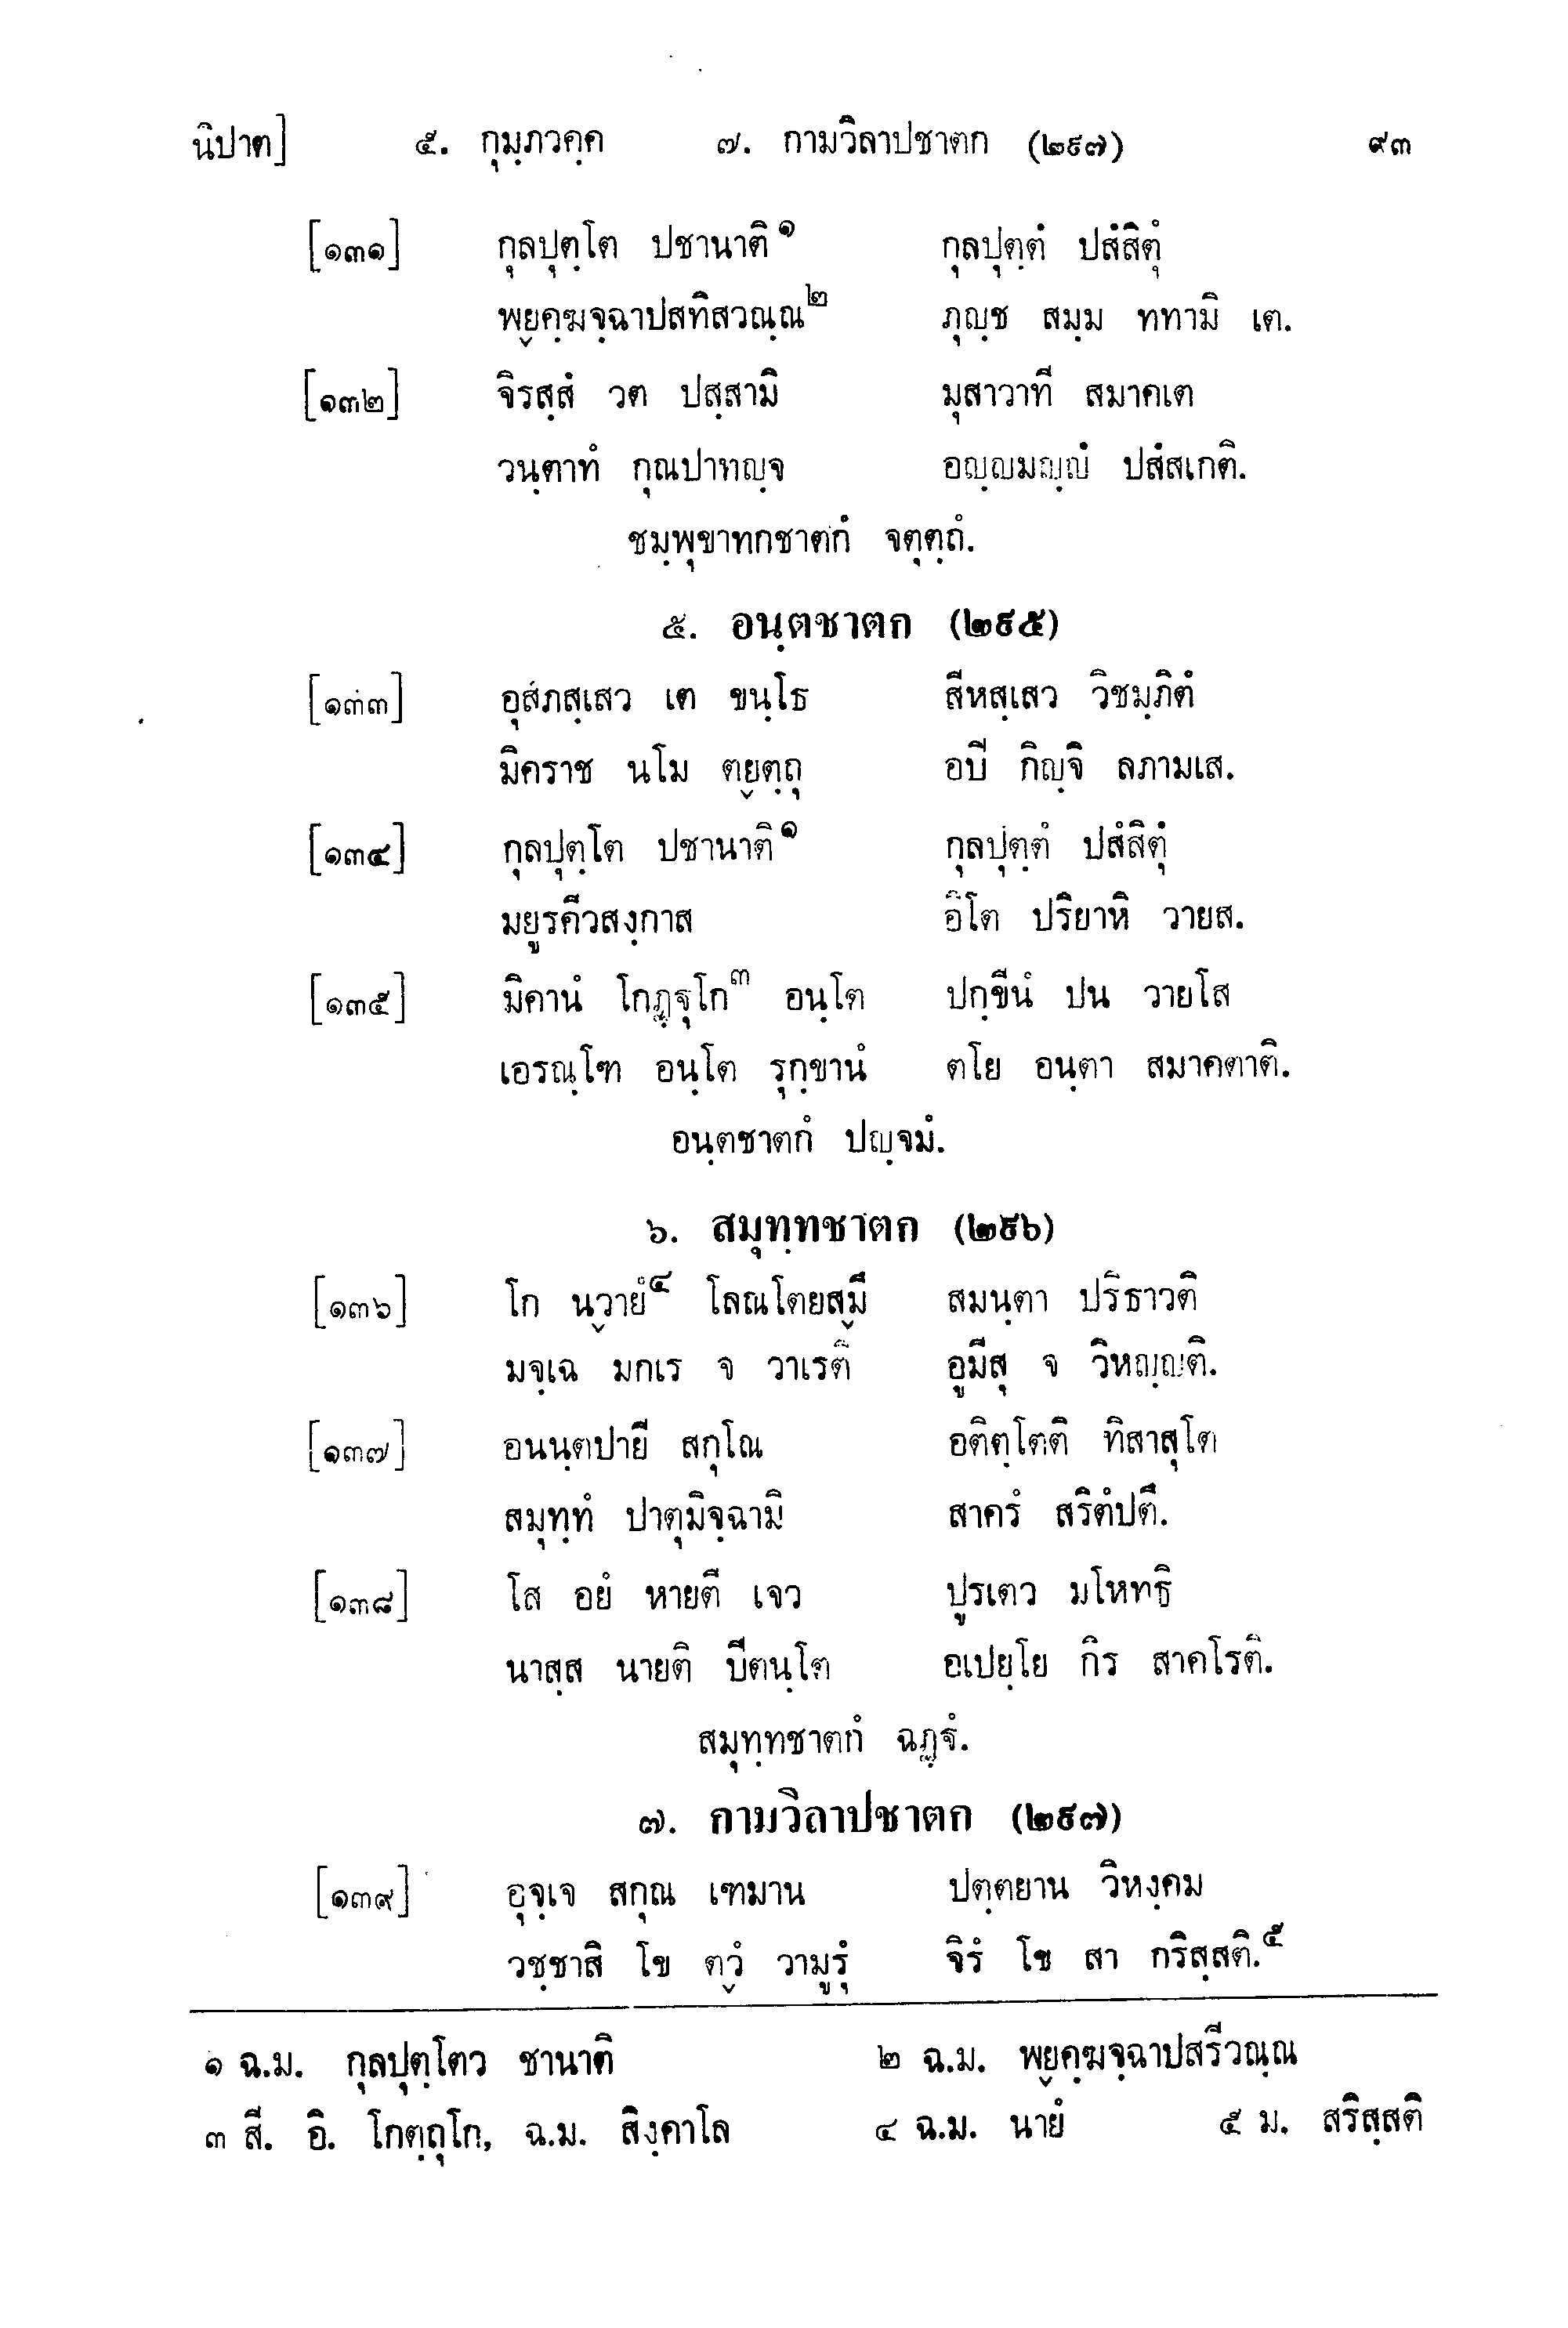 นิปาต] ๕. กุมฺภวคฺค ๗. กามวิลาปชาตก (๒๙๗) ๙๓
[๑๓๑] กุลปุตฺโต ปชานาติ๑ กุลปุตฺตํ ปสํสิตุํ
พฺยคฺฆจฺฉาปสทิสวณฺณ๒ ภุญฺช สมฺม ททามิ เต.
[๑๓๒] จิรสฺสํ วต ปสฺสามิ มุสาวาที สมาคเต
วนฺตาทํ กุณปาทญฺจ อญฺญมญฺญํ ปสํสเกติ.
ชมฺพุขาทกชาตกํ จตุตฺถํ.
๕. อนฺตชาตก (๒๙๕)
[๑๓๓] อุสภสฺเสว เต ขนฺโธ สีหสฺเสว วิชมฺภิตํ
มิคราช นโม ตฺยตฺถุ อปี กิญฺจิ ลภามเส.
[๑๓๔] กุลปุตฺโต ปชานาติ๑ กุลปุตฺตํ ปสํสิตุํ
มยูรคีวสงฺกาส อิโต ปริยาหิ วายส.
[๑๓๕] มิคานํ โกฏฺฐุโก๓ อนฺโต ปกฺขีนํ ปน วายโส
เอรณฺโฑ อนฺโต รุกฺขานํ ตโย อนฺตา สมาคตาติ.
อนฺตชาตกํ ปญฺจมํ.
๖. สมุทฺทชาตก (๒๙๖)
[๑๓๖] โก นฺวายํ๔ โลณโตยสฺมึ สมนฺตา ปริธาวติ
มจฺเฉ มกเร จ วาเรติ อูมีสุ จ วิหญฺญติ.
[๑๓๗] อนนฺตปายี สกุโณ อติตฺโตติ ทิสาสุโต
สมุทฺทํ ปาตุมิจฺฉามิ สาครํ สริตํปตึ.
[๑๓๘] โส อยํ หายตี เจว ปูรเตว มโหทธิ
นาสฺส นายติ ปีตนฺโต อเปยฺโย กิร สาคโรติ.
สมุทฺทชาตกํ ฉฏฺฐํ.
๗. กามวิลาปชาตก (๒๙๗)
[๑๓๙] อุจฺเจ สกุณ เฑมาน ปตฺตยาน วิหงฺคม
วชฺชาสิ โข ตฺวํ วามูรุํ จิรํ โข สา กริสฺสติ.๕
๑ ฉ.ม. กุลปุตฺโตว ชานาติ ๒ ฉ.ม. พฺยคฺฆจฺฉาปสรีวณฺณ
๓ สี. อิ. โกตฺถุโก, ฉ.ม. สิงฺคาโล ๔ ฉ.ม. นายํ ๕ ม. สริสฺสติ